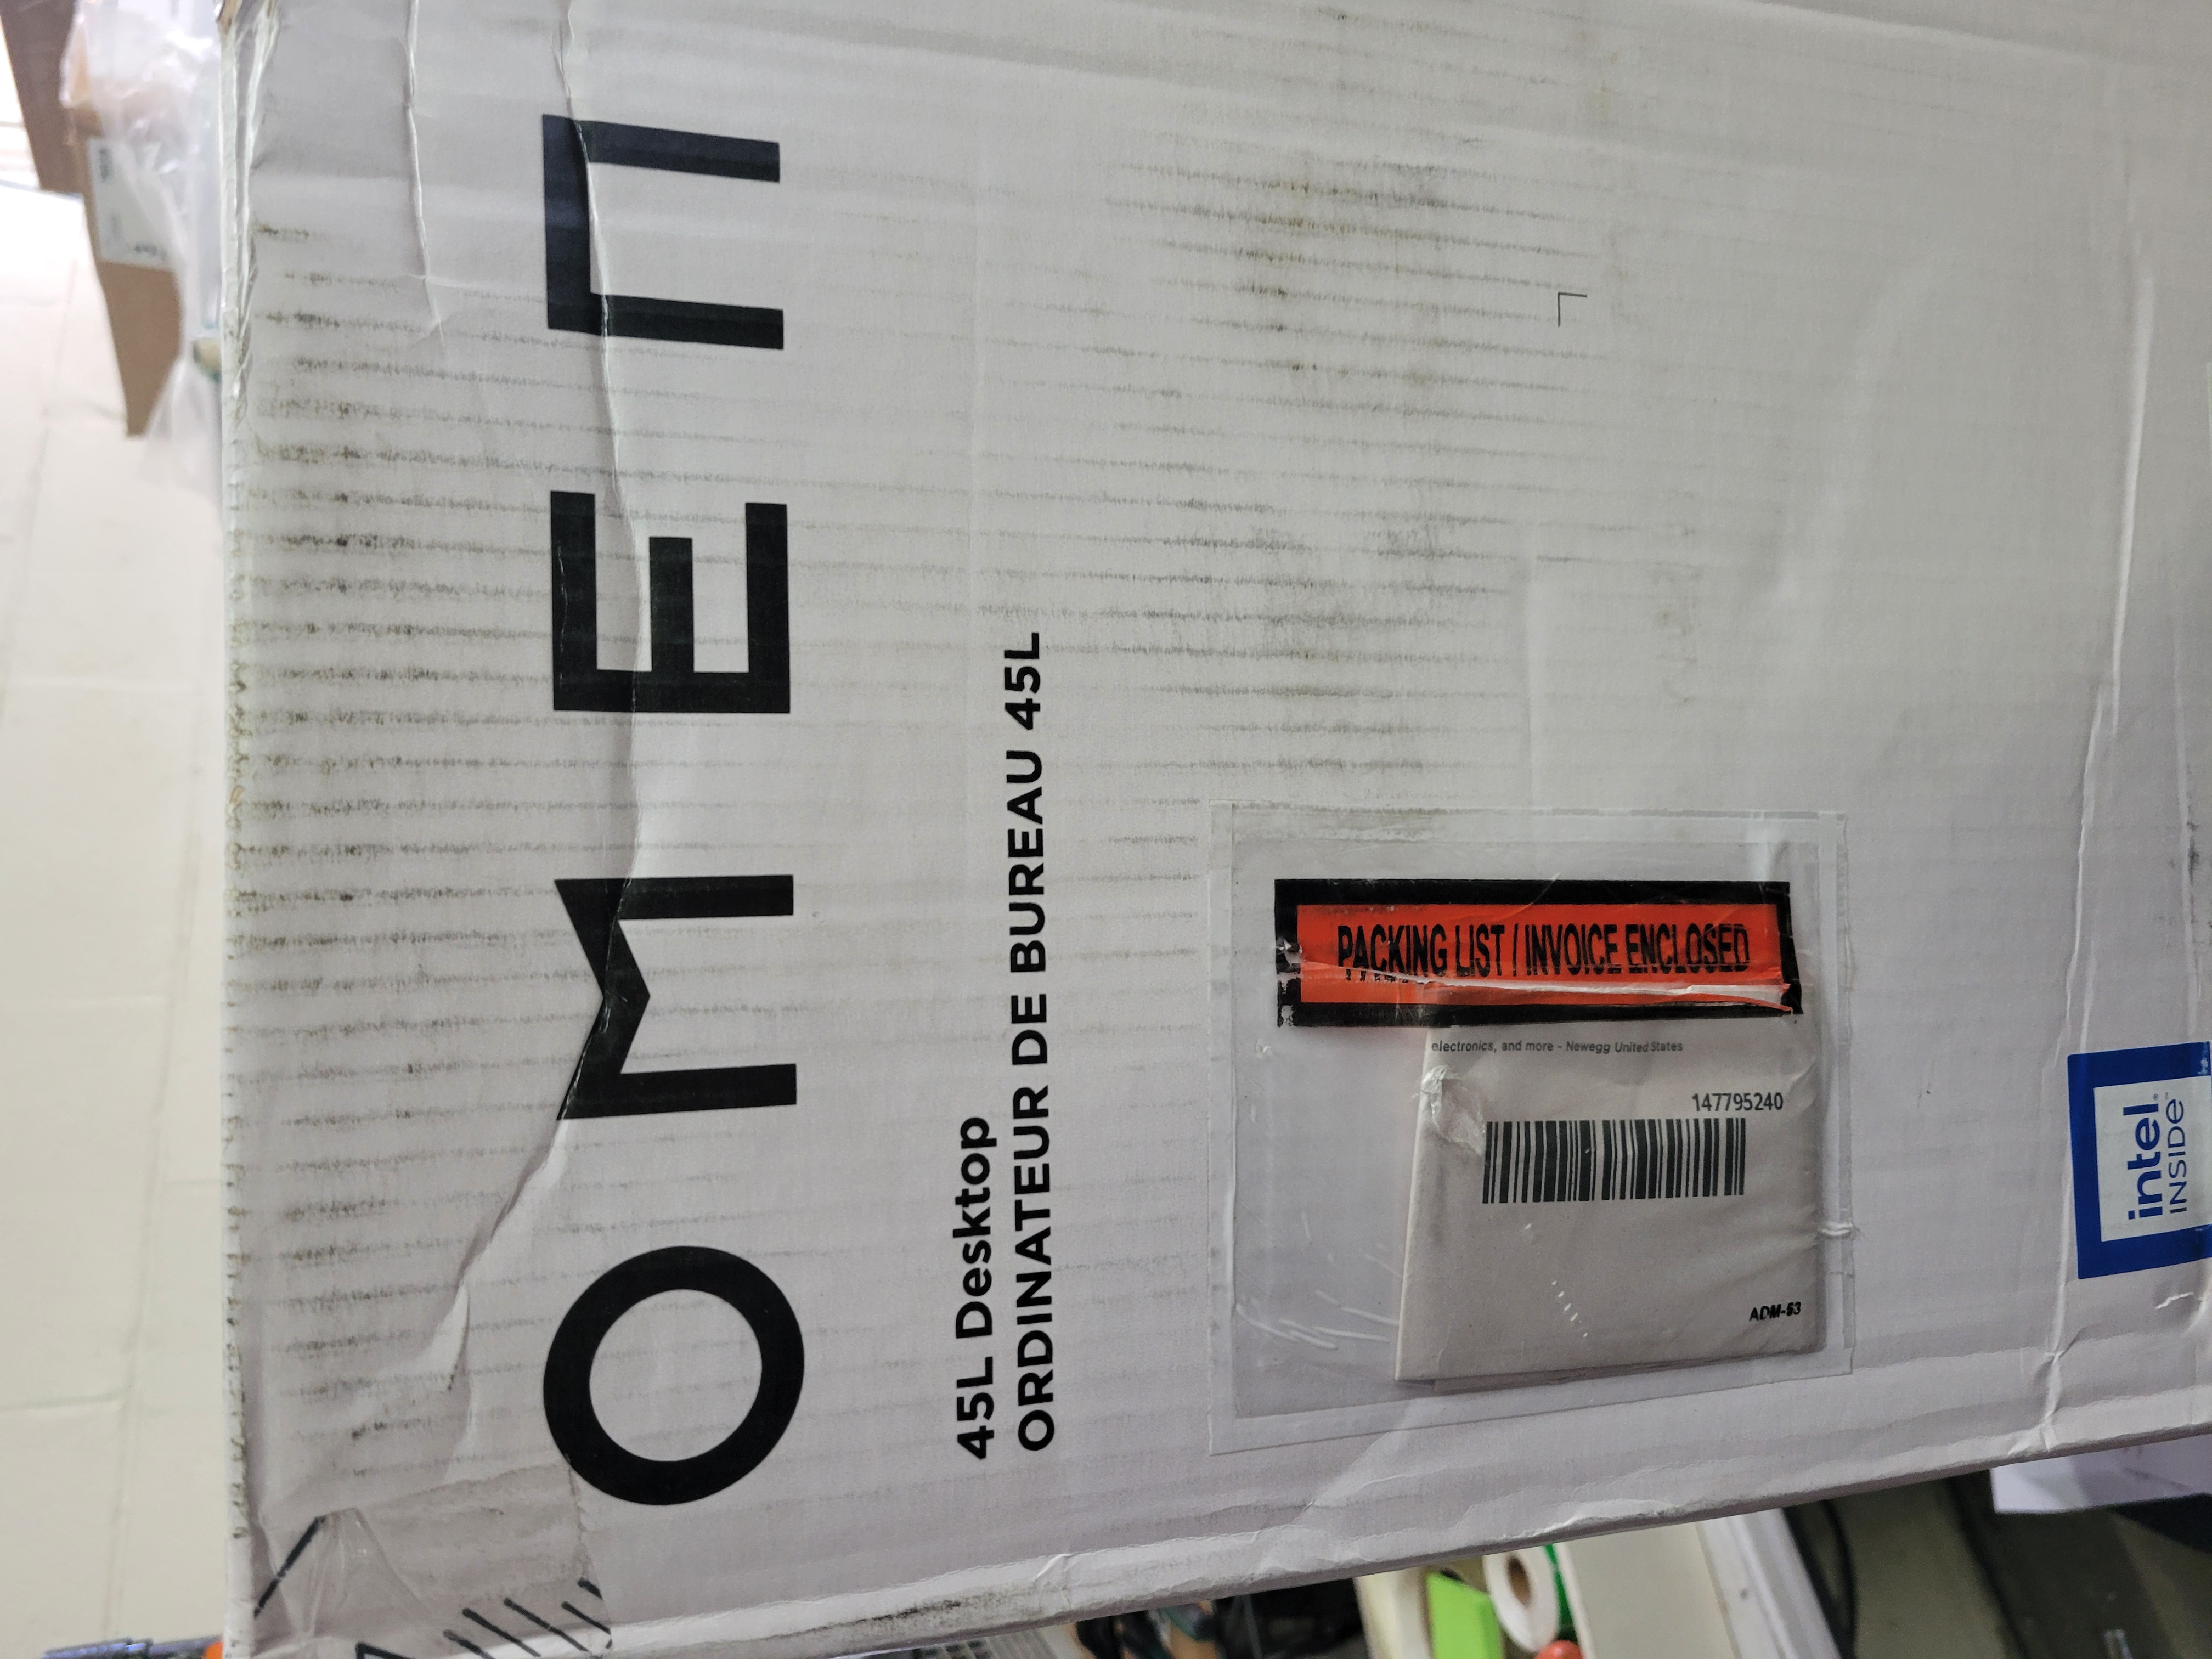 OMEN
45L Desktop
ORDINATEUR DE BUREAU 45L
PACKING LIST / INVOICE ENCLOSED
electronics, and more - Newegg United States
147795240
ADM-53
intel
INSIDE